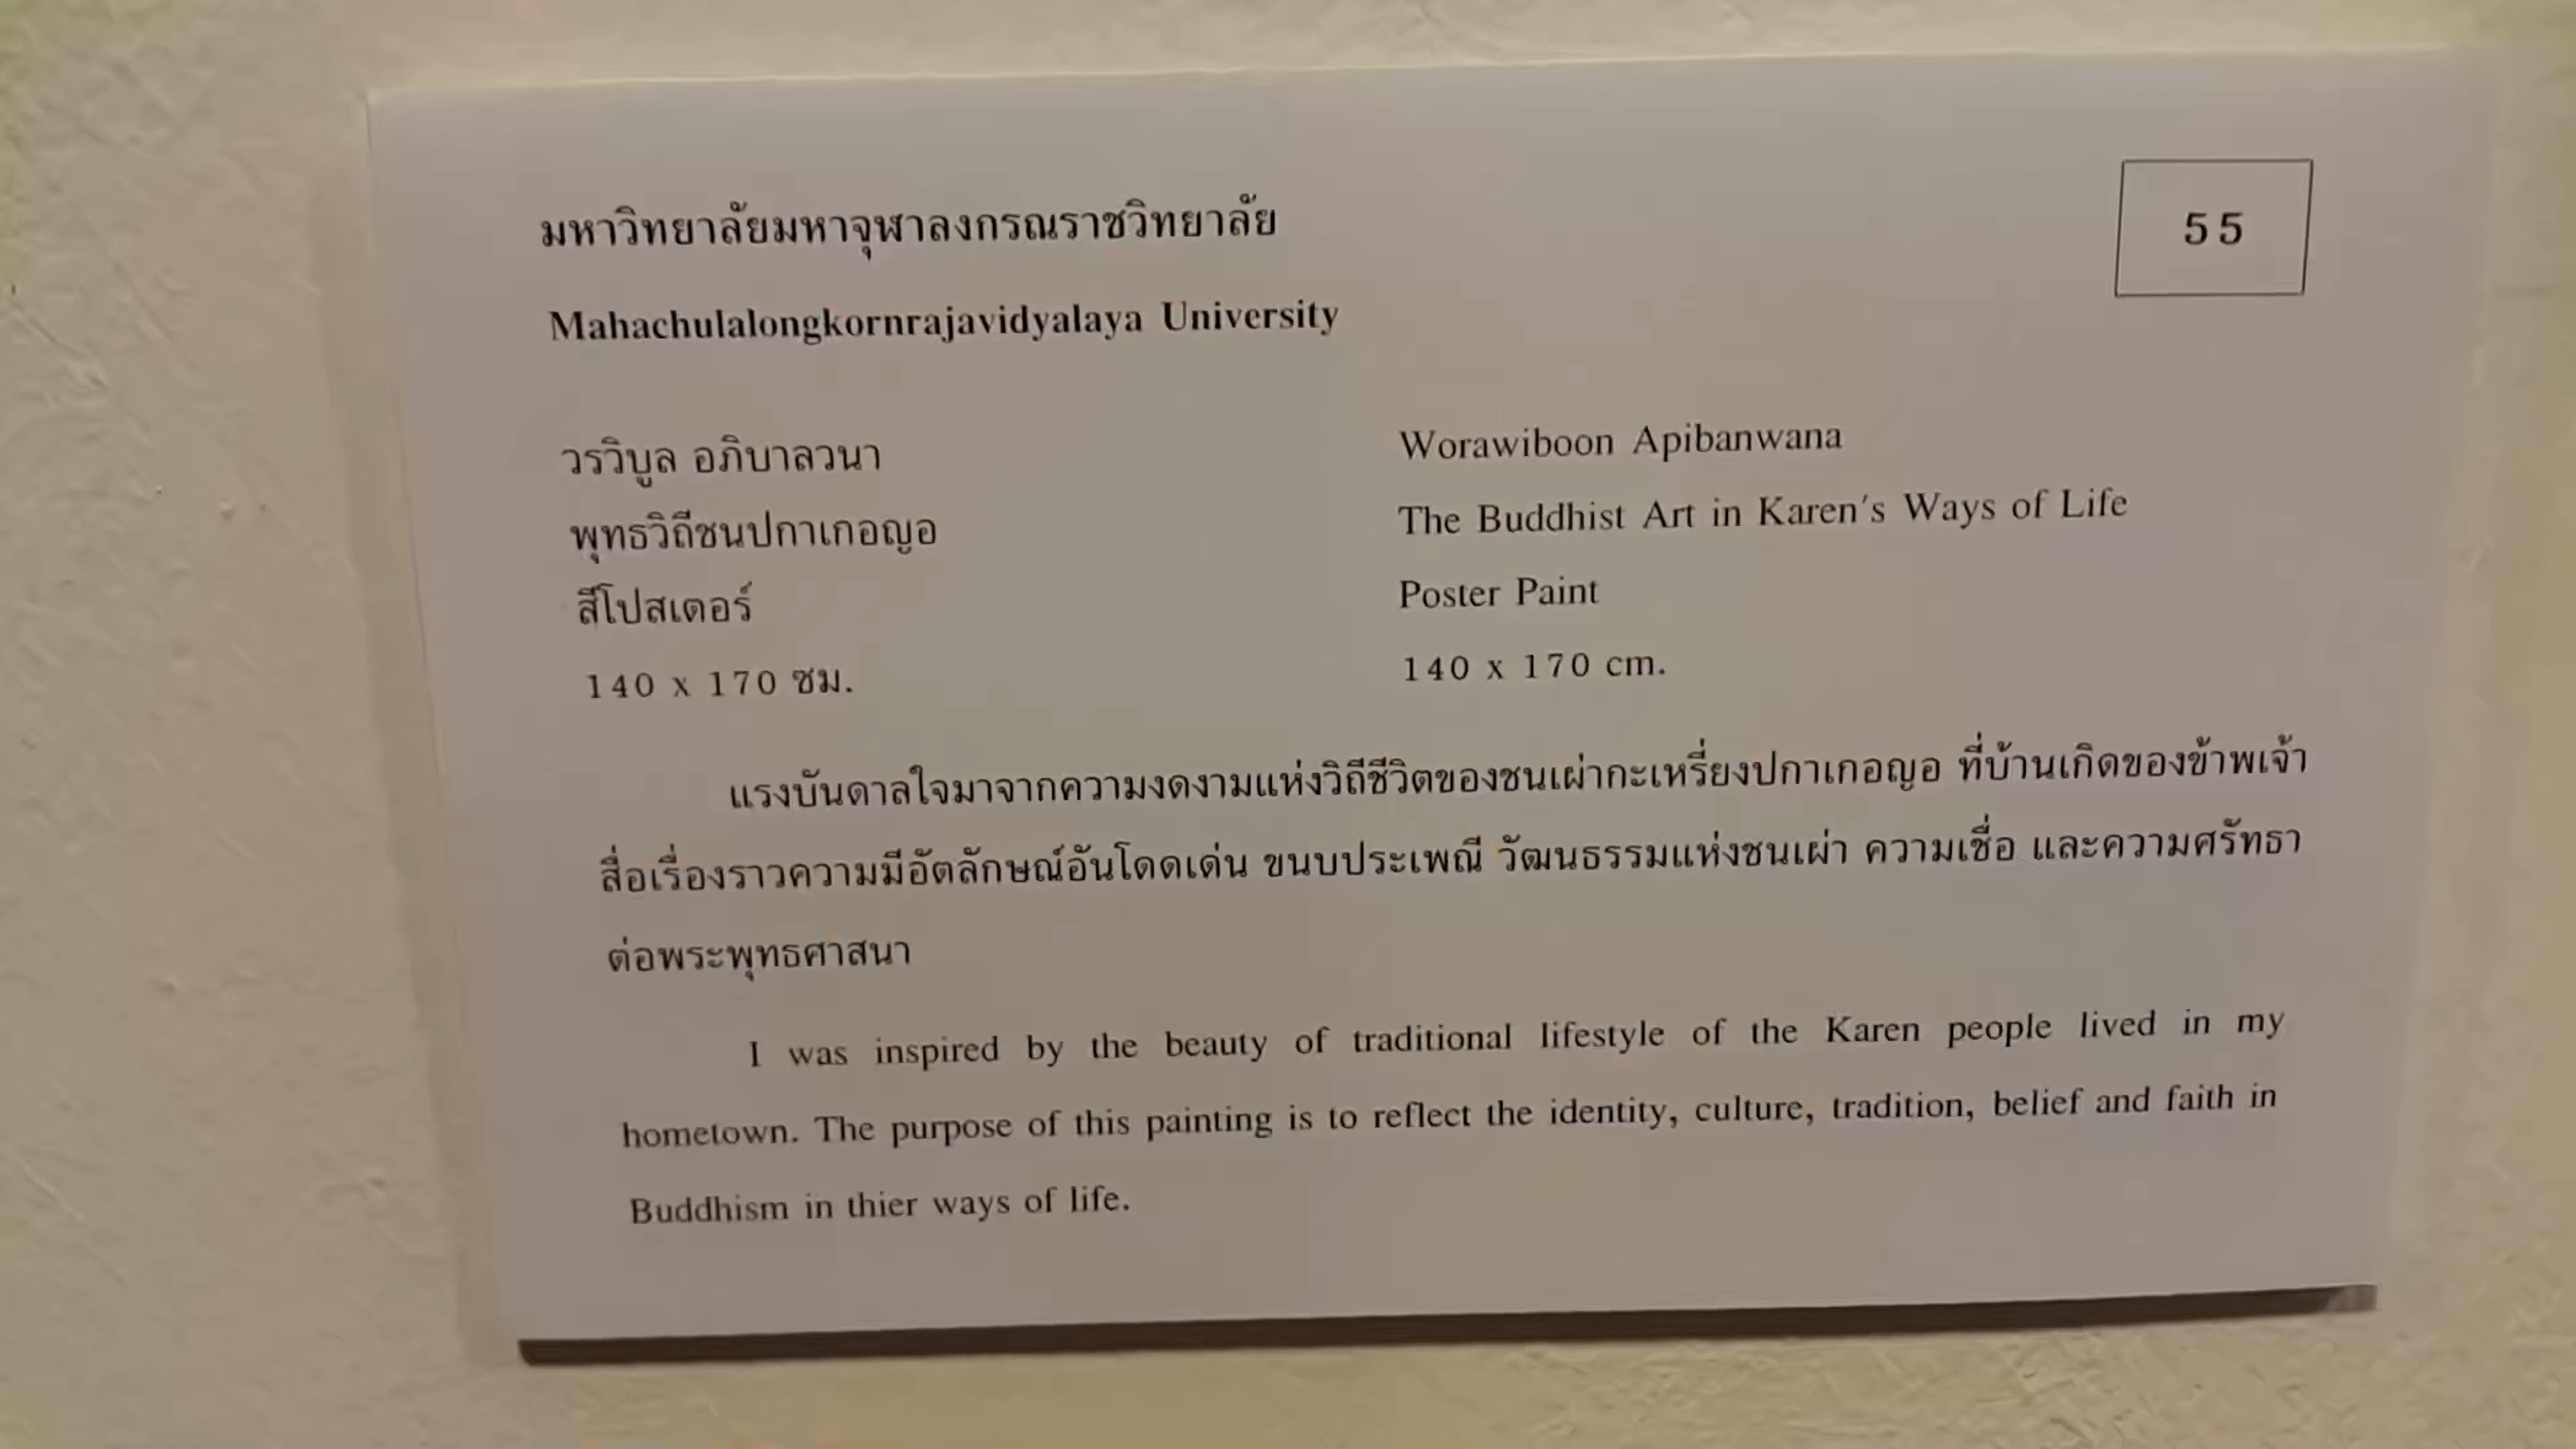 มหาวิทยาลัยมหาจุฬาลงกรณราชวิทยาลัย
55
Mahachulalongkornrajavidyalaya University
วรวิบูล อภิบาลวนา
Worawiboon Apibanwana
พุทธวิถีชนปกาเกอญอ
The Buddhist Art in Karen's Ways of Life
สีโปสเตอร์
Poster Paint
140 x 170 ซม.
140 x 170 cm.
แรงบันดาลใจมาจากความงดงามแห่งวิถีชีวิตของชนเผ่ากะเหรี่ยงปกาเกอญอ ที่บ้านเกิดของข้าพเจ้า
สื่อเรื่องราวความมีอัตลักษณ์อันโดดเด่น ขนบประเพณี วัฒนธรรมแห่งชนเผ่า ความเชื่อ และความศรัทธา
ต่อพระพุทธศาสนา
I was inspired by the beauty of traditional lifestyle of the Karen people lived in my
hometown. The purpose of this painting is to reflect the identity, culture, tradition, belief and faith in
Buddhism in thier ways of life.